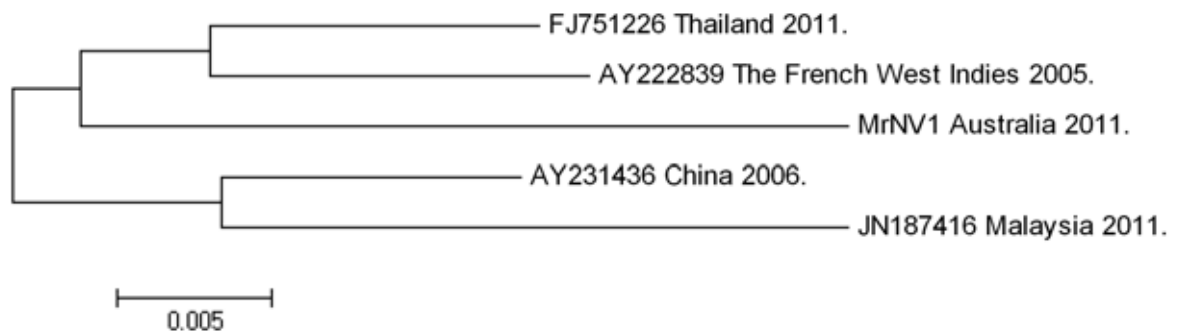 FJ751226 Thailand 2011.
AY222839 The French West Indies 2005.
MrNV1 Australia 2011.
AY231436 China 2006.
JN187416 Malaysia 2011.
0.005